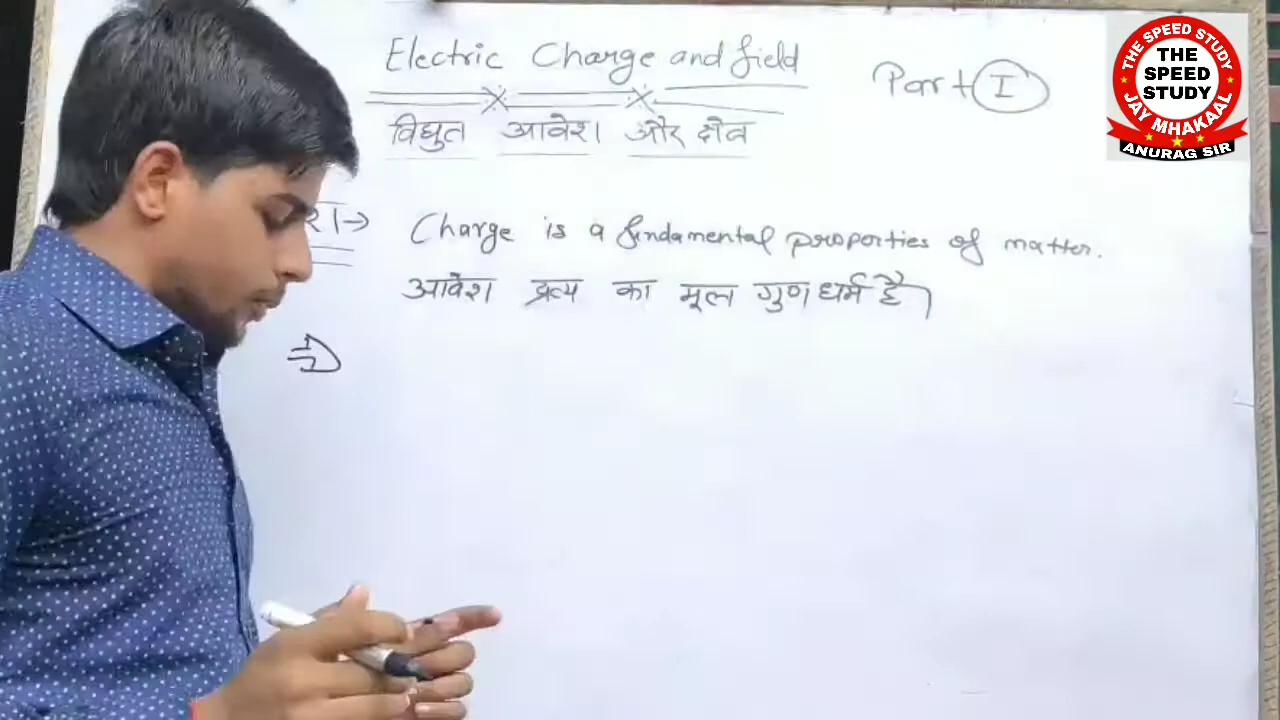 Electric Charge and field
Part I
विद्युत आवेश और क्षेत्र
Charge is a fundamental properties of matter.
आवेश द्रव्य का मूल गुण धर्म है।
THE SPEED STUDY
THE
SPEED
STUDY
JAY MHAKAAL
ANURAG SIR